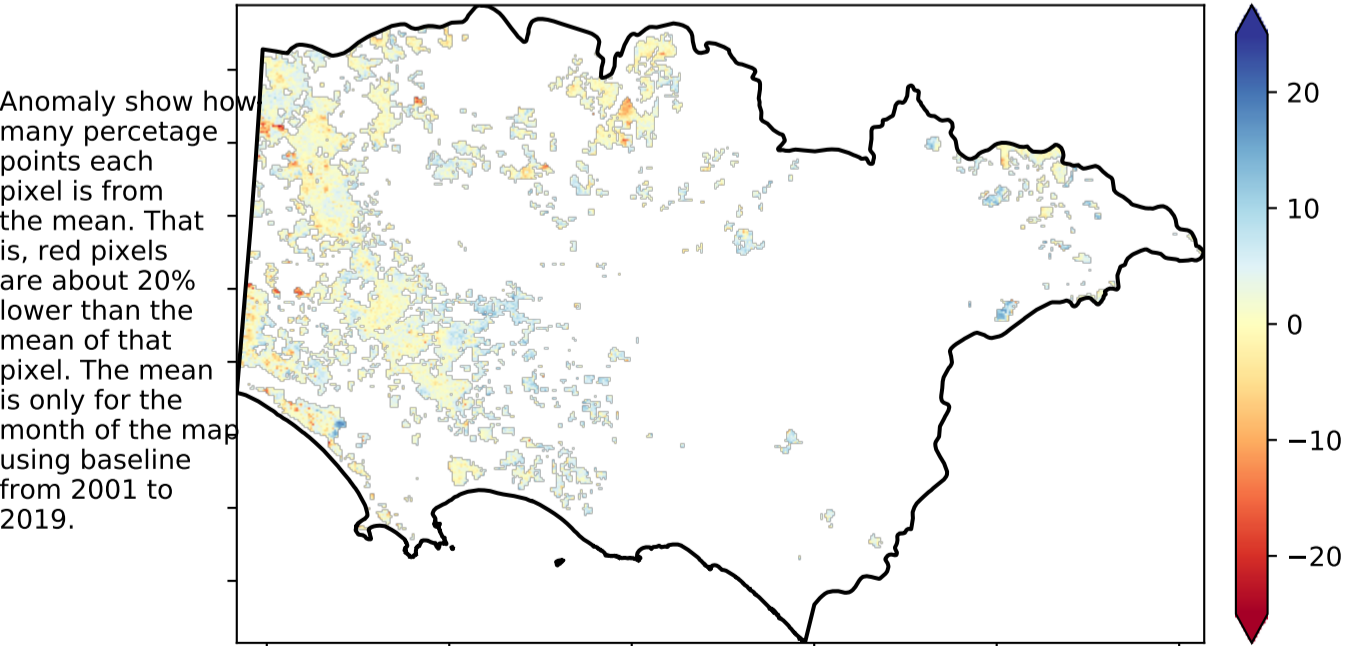 Anomaly show how
many percetage
points each
pixel is from
the mean. That
is, red pixels
are about 20%
lower than the
mean of that
pixel. The mean
is only for the
month of the map
using baseline
from 2001 to
2019.
20
10
0
−10
−20